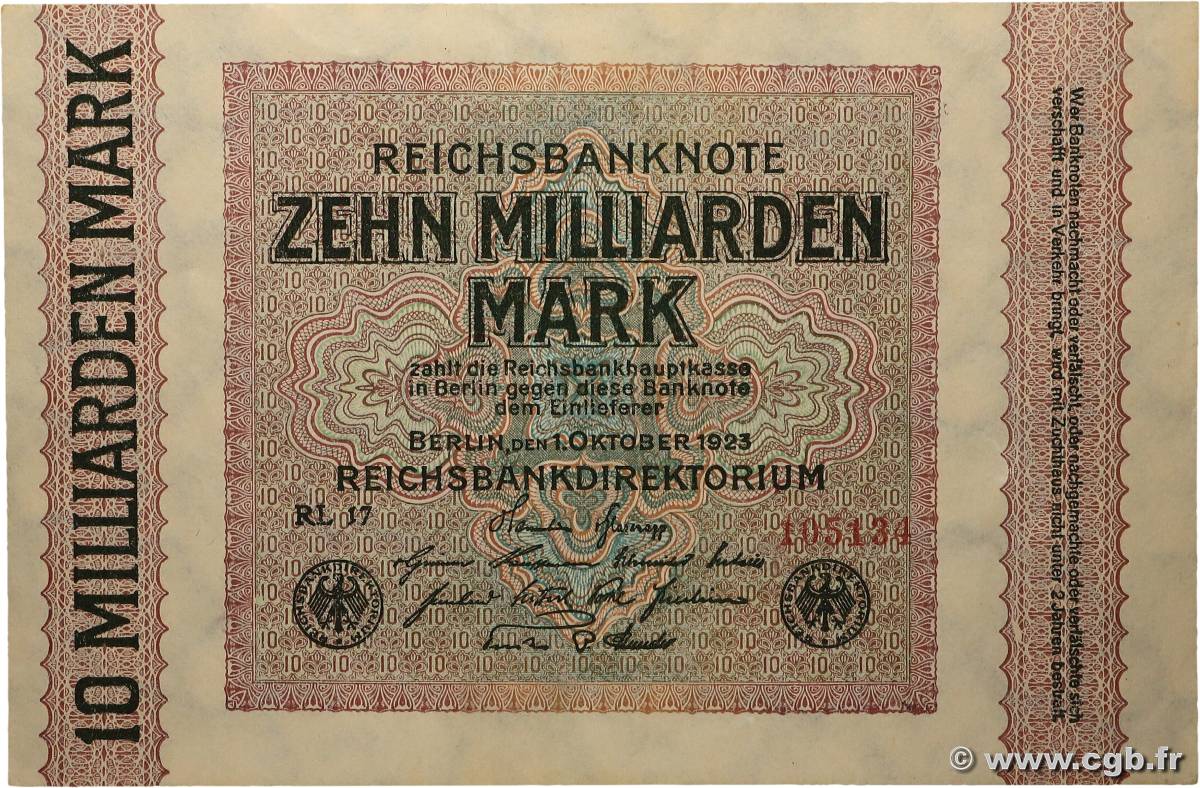 10 MILLIARDEN MARK
REICHSBANKNOTE
ZEHN MILLIARDEN
MARK
zahlt die Reichsbankhauptkasse
in Berlin gegen diese Banknote
dem Einlieferer
BERLIN, DEN 1. OKTOBER 1923
REICHSBANKDIREKTORIUM
RL 17
105134
REICHSBANKDIREKTORIUM
REICHSBANKDIREKTORIUM
Wer Banknoten nachmacht oder verfälscht, oder nachgemachte oder verfälschte sich
verschafft und in Verkehr bringt, wird mit Zuchthaus nicht unter 2 Jahren bestraft
© www.cgb.fr